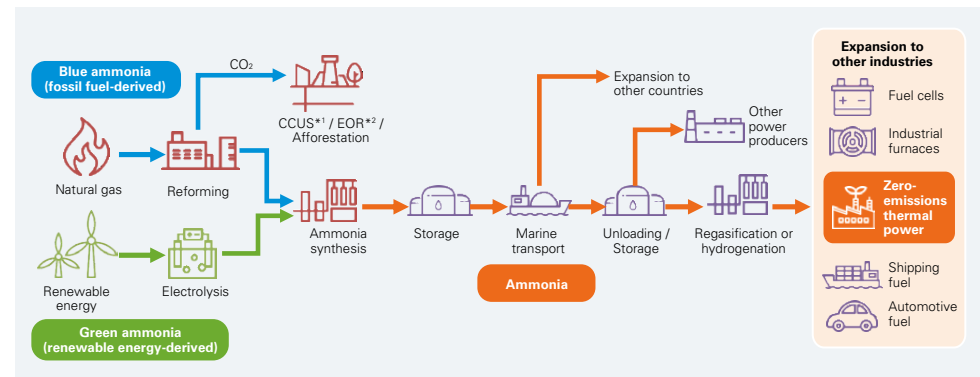 Blue ammonia
(fossil fuel-derived)
CO₂
CCUS*¹ / EOR*² /
Afforestation
Natural gas
Reforming
Renewable
energy
Electrolysis
Green ammonia
(renewable energy-derived)
Ammonia
synthesis
Storage
Marine
transport
Ammonia
Expansion to
other countries
Other
power
producers
Unloading /
Storage
Regasification or
hydrogenation
Expansion to
other industries
Fuel cells
Industrial
furnaces
Zero-
emissions
thermal
power
Shipping
fuel
Automotive
fuel